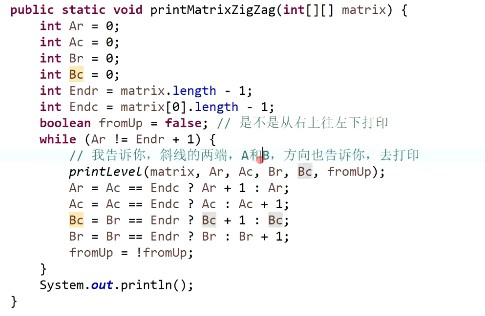 public static void printMatrixZigZag(int[][] matrix) {
    int Ar = 0;
    int Ac = 0;
    int Br = 0;
    int Bc = 0;
    int Endr = matrix.length - 1;
    int Endc = matrix[0].length - 1;
    boolean fromUp = false; // 是不是从右上往左下打印
    while (Ar != Endr + 1) {
        // 我告诉你，斜线的两端，A和B，方向也告诉你，去打印
        printLevel(matrix, Ar, Ac, Br, Bc, fromUp);
        Ar = Ac == Endc ? Ar + 1 : Ar;
        Ac = Ac == Endc ? Ac : Ac + 1;
        Bc = Br == Endr ? Bc + 1 : Bc;
        Br = Br == Endr ? Br : Br + 1;
        fromUp = !fromUp;
    }
    System.out.println();
}